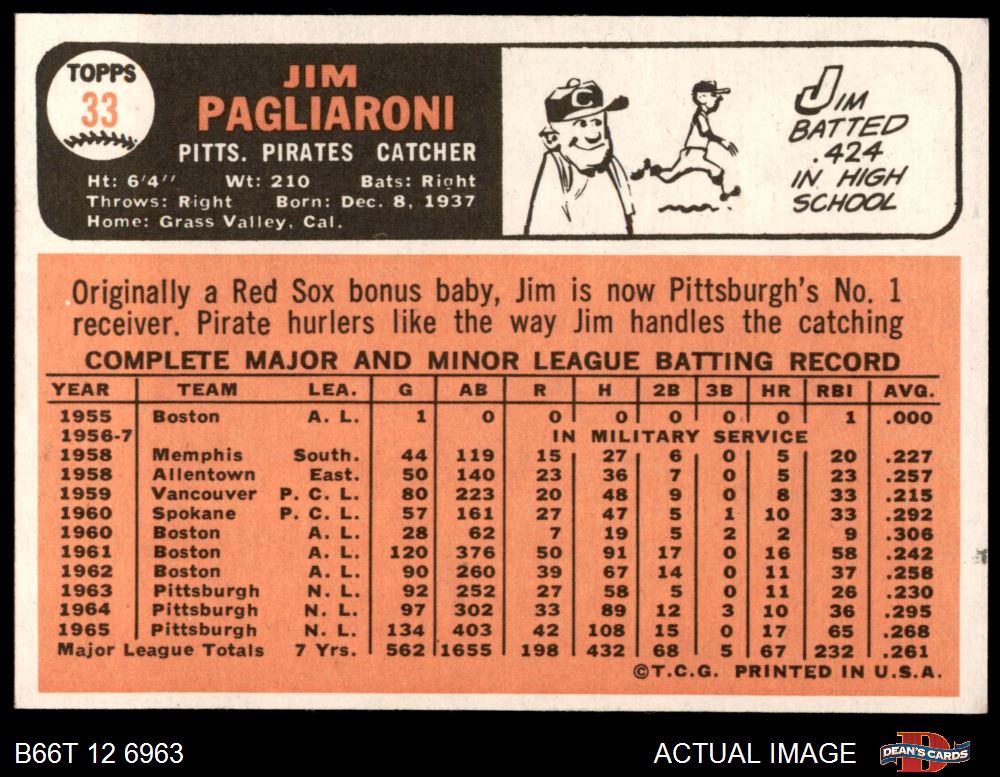 TOPPS
33
JIM
PAGLIARONI
PITTS. PIRATES CATCHER
Ht: 6'4" Wt: 210 Bats: Right
Throws: Right Born: Dec. 8, 1937
Home: Grass Valley, Cal.
C
JIM
BATTED
.424
IN HIGH
SCHOOL
Originally a Red Sox bonus baby, Jim is now Pittsburgh's No. 1
receiver. Pirate hurlers like the way Jim handles the catching
COMPLETE MAJOR AND MINOR LEAGUE BATTING RECORD
YEAR TEAM LEA. G AB R H 2B 3B HR RBI AVG.
1955 Boston A. L. 1 0 0 0 0 0 0 1 .000
1956-7 IN MILITARY SERVICE
1958 Memphis South. 44 119 15 27 6 0 5 20 .227
1958 Allentown East. 50 140 23 36 7 0 5 23 .257
1959 Vancouver P. C. L. 80 223 20 48 9 0 8 33 .215
1960 Spokane P. C. L. 57 161 27 47 5 1 10 33 .292
1960 Boston A. L. 28 62 7 19 5 2 2 9 .306
1961 Boston A. L. 120 376 50 91 17 0 16 58 .242
1962 Boston A. L. 90 260 39 67 14 0 11 37 .258
1963 Pittsburgh N. L. 92 252 27 58 5 0 11 26 .230
1964 Pittsburgh N. L. 97 302 33 89 12 3 10 36 .295
1965 Pittsburgh N. L. 134 403 42 108 15 0 17 65 .268
Major League Totals 7 Yrs. 562 1655 198 432 68 5 67 232 .261
©T.C.G. PRINTED IN U.S.A.
B66T 12 6963
ACTUAL IMAGE
DEAN'S CARDS